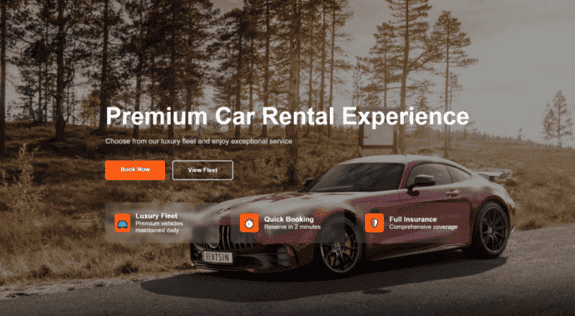 Premium Car Rental Experience
Choose from our luxury fleet and enjoy exceptional service
Book Now
View Fleet
Luxury Fleet
Premium vehicles
maintained daily
Quick Booking
Reserve in 2 minutes
Full Insurance
Comprehensive coverage
BENTSIN